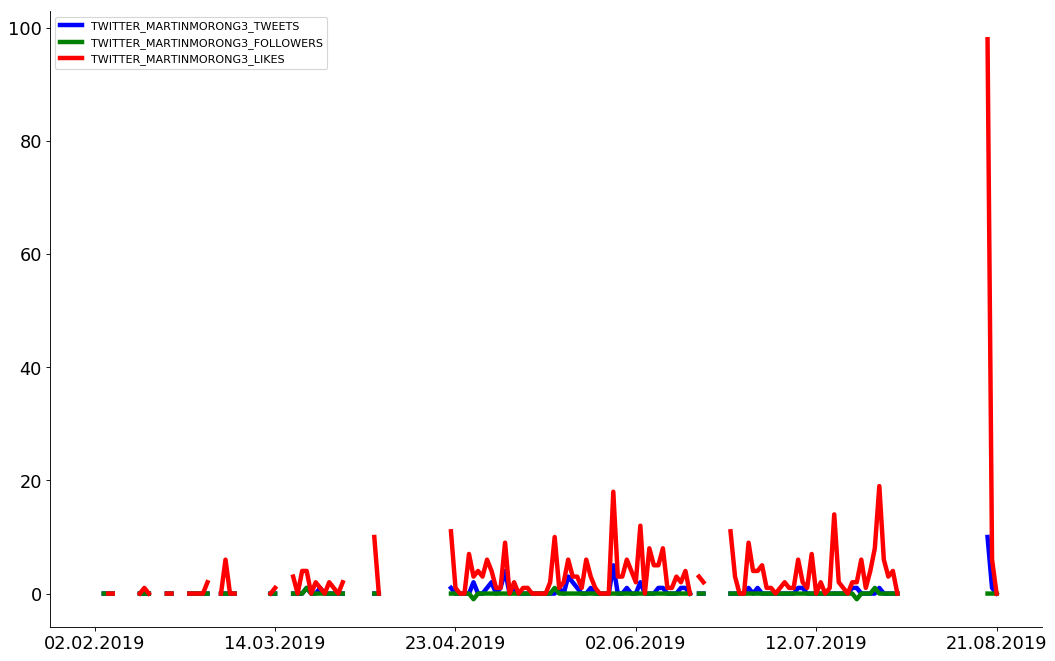 100
80
60
40
20
0
TWITTER_MARTINMORONG3_TWEETS
TWITTER_MARTINMORONG3_FOLLOWERS
TWITTER_MARTINMORONG3_LIKES
02.02.2019 14.03.2019 23.04.2019 02.06.2019 12.07.2019 21.08.2019